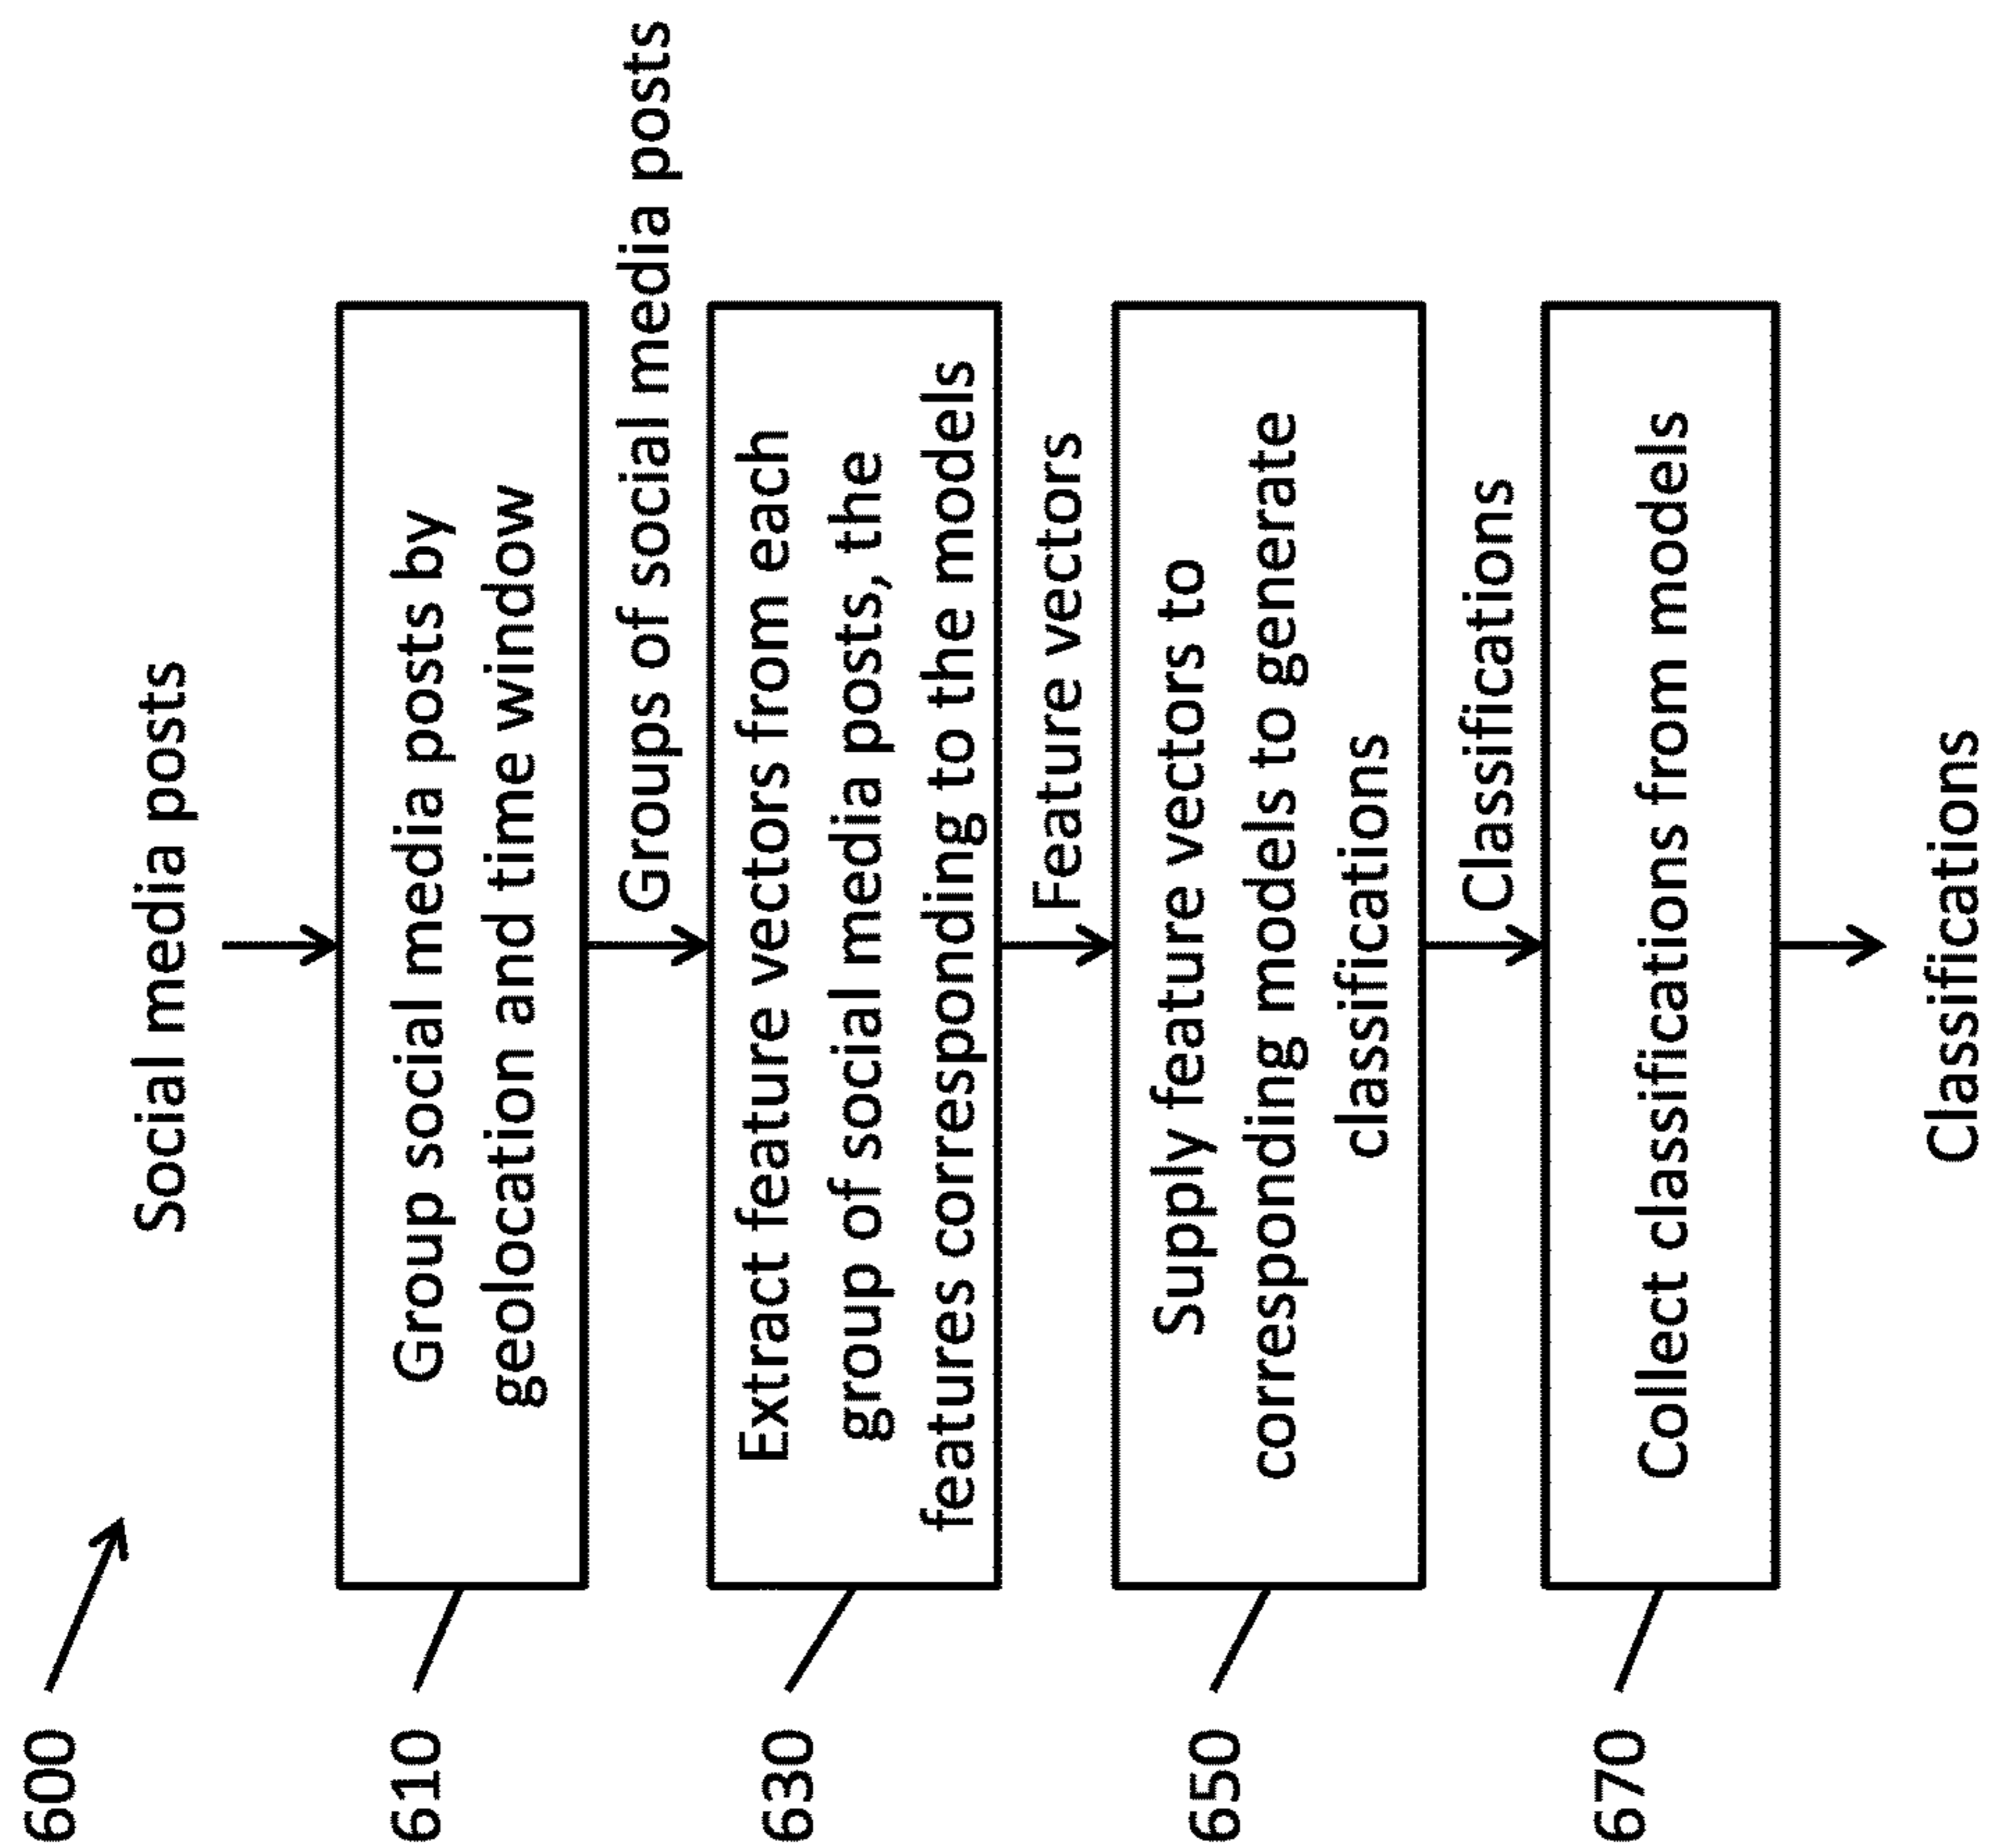 600
Social media posts
610
Group social media posts by
geolocation and time window
Groups of social media posts
630
Extract feature vectors from each
group of social media posts, the
features corresponding to the models
Feature vectors
650
Supply feature vectors to
corresponding models to generate
classifications
Classifications
670
Collect classifications from models
Classifications